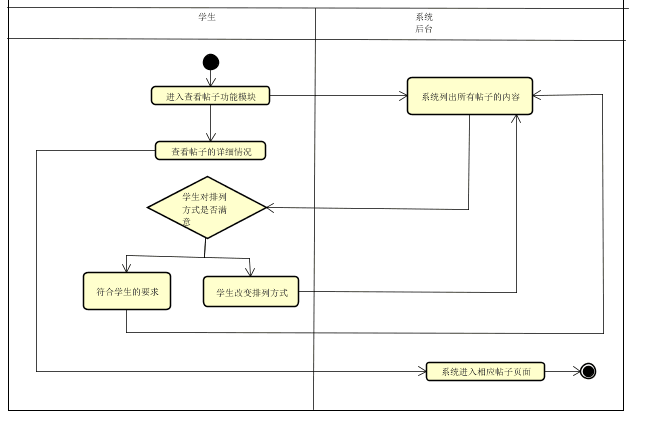 学生
系统
后台
进入查看帖子功能模块
系统列出所有帖子的内容
查看帖子的详细情况
学生对排列
方式是否满
意
符合学生的要求
学生改变排列方式
系统进入相应帖子页面